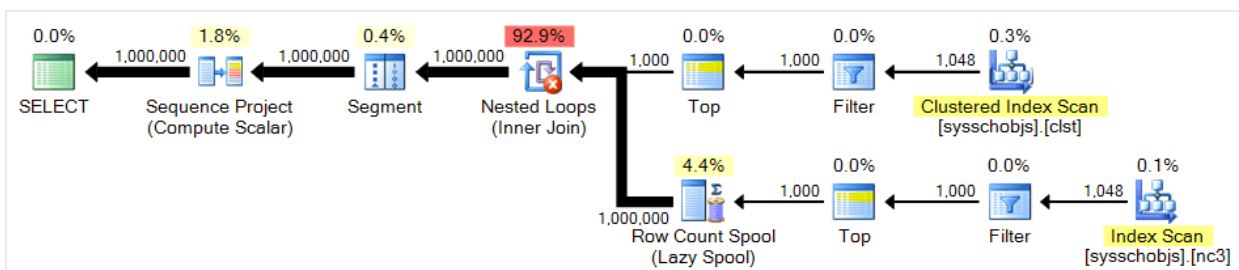 0.0% 1.8% 0.4% 92.9% 0.0% 0.0% 0.3%
1,000,000 1,000,000 1,000,000 1,000 1,000 1,048
SELECT Sequence Project Segment Nested Loops Top Filter Clustered Index Scan
(Compute Scalar) (Inner Join) [sysschobjs].[clst]
4.4% 0.0% 0.0% 0.1%
1,000 1,000 1,048
1,000,000
Σ
Row Count Spool Top Filter Index Scan
(Lazy Spool) [sysschobjs].[nc3]